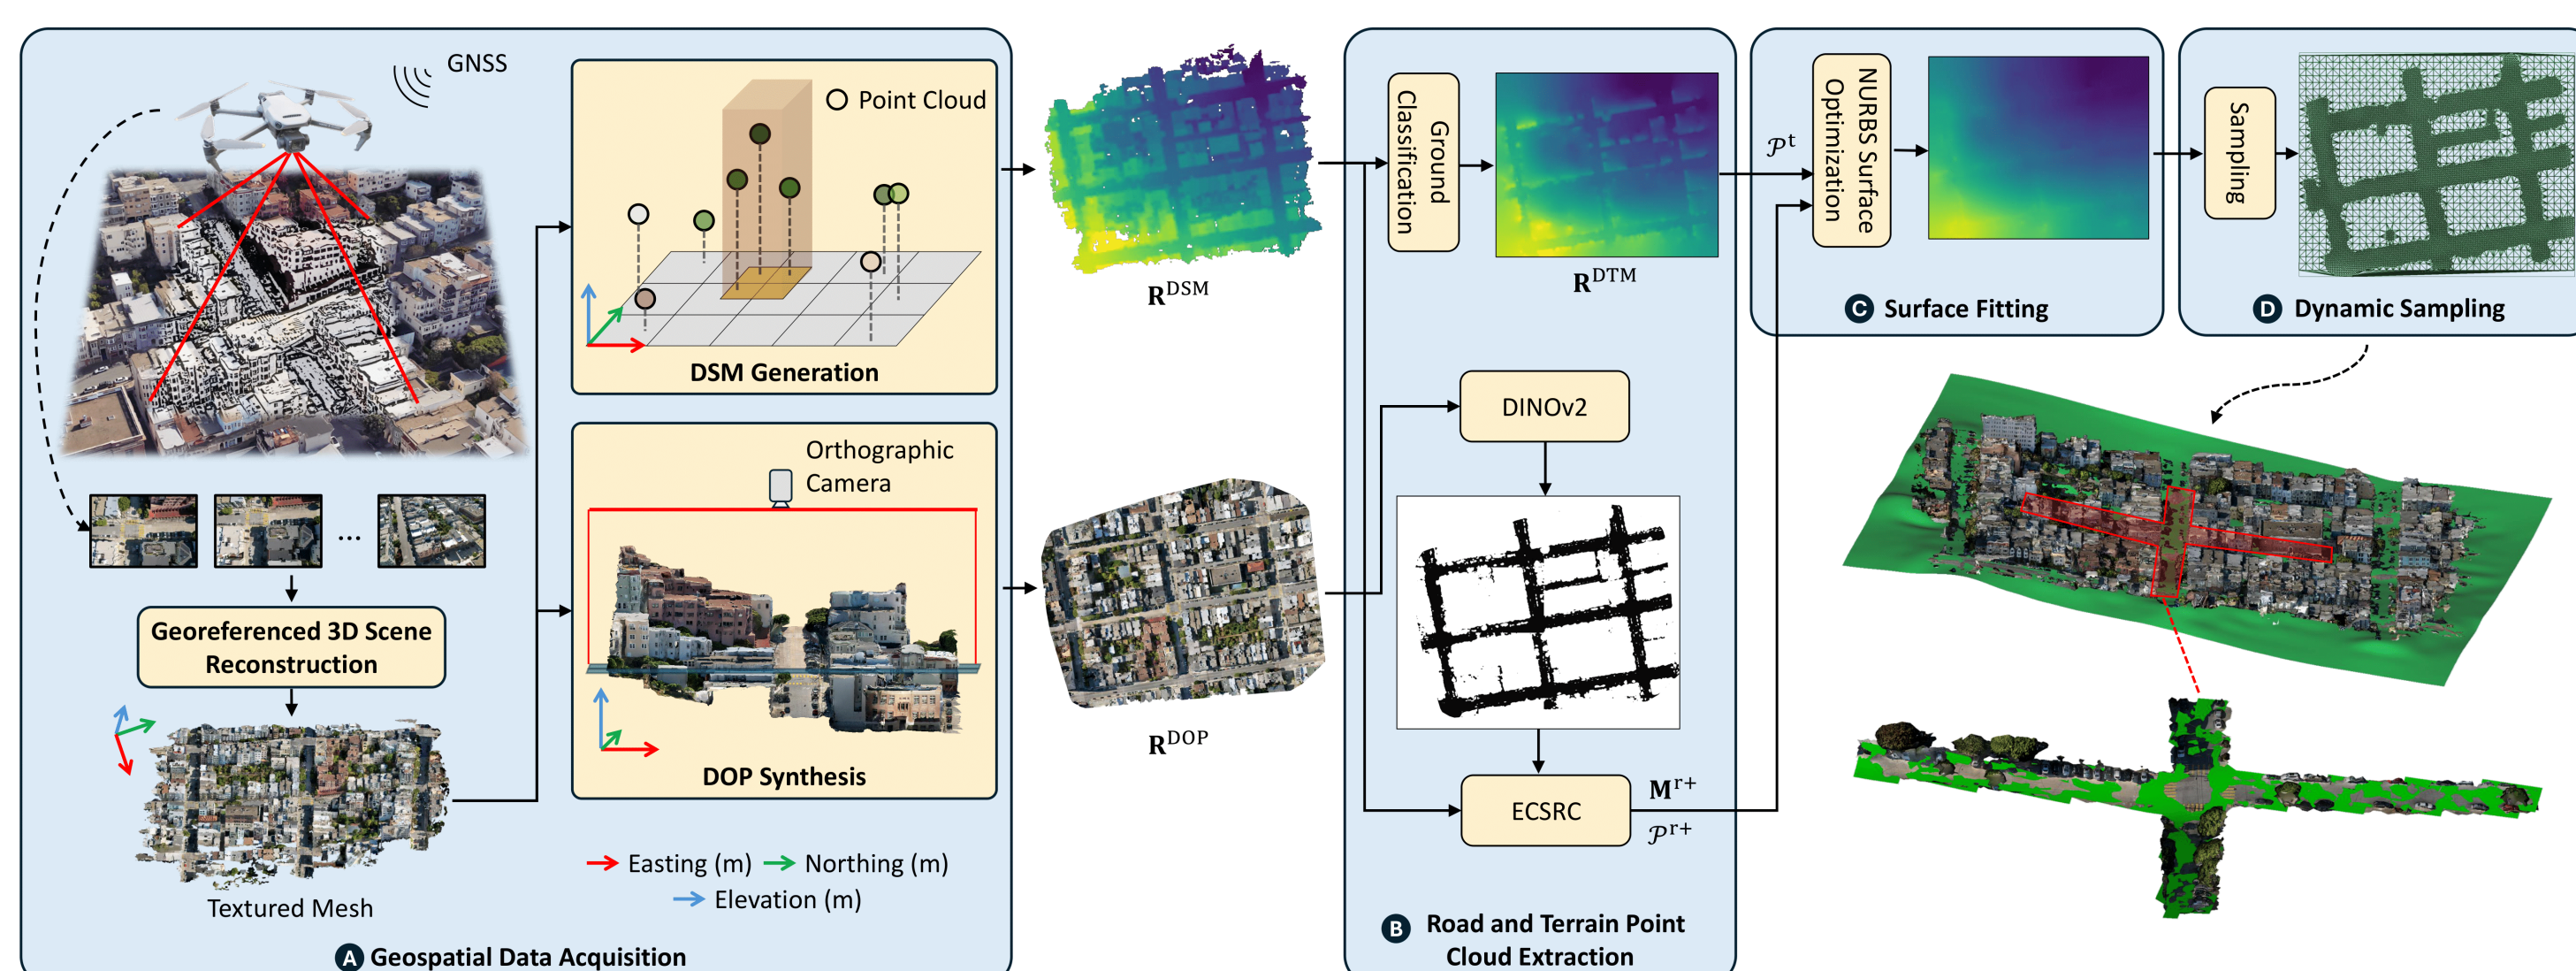 GNSS
Georeferenced 3D Scene
Reconstruction
...
Textured Mesh
Point Cloud
DSM Generation
Orthographic
Camera
DOP Synthesis
Easting (m)
Northing (m)
Elevation (m)
A Geospatial Data Acquisition
R^DSM
R^DOP
Ground
Classification
R^DTM
DINOv2
ECSRC
M^r+
𝒫^r+
B Road and Terrain Point
Cloud Extraction
𝒫^t
NURBS Surface
Optimization
C Surface Fitting
Sampling
D Dynamic Sampling